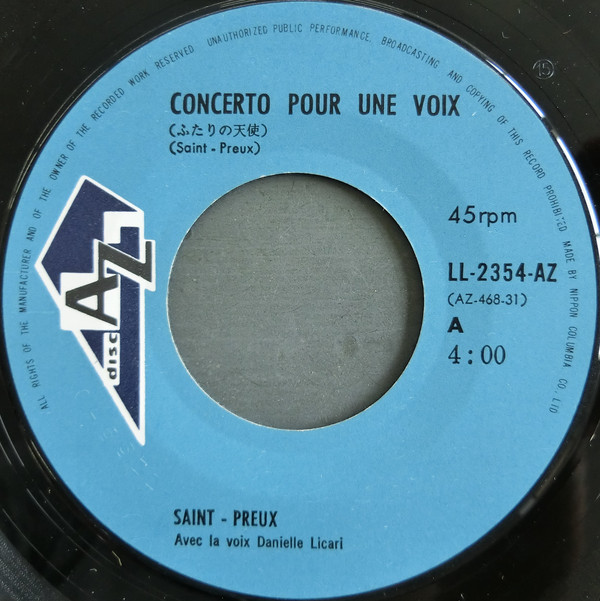 ALL RIGHTS OF THE MANUFACTURER AND OF THE OWNER OF THE RECORDED WORK RESERVED UNAUTHORIZED PUBLIC PERFORMANCE, BROADCASTING AND COPYING OF THIS RECORD PROHIBITED MADE BY NIPPON COLUMBIA CO., LTD
CONCERTO POUR UNE VOIX
(ふたりの天使)
(Saint - Preux)
45rpm
LL-2354-AZ
(AZ-468-31)
A
4:00
disc AZ
SAINT - PREUX
Avec la voix Danielle Licari